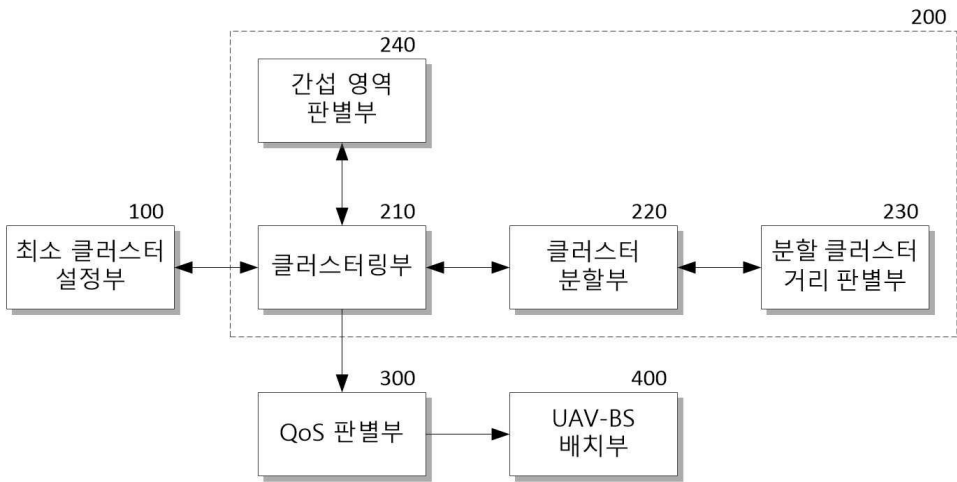 200
240
간섭 영역
판별부
100
최소 클러스터
설정부
210
클러스터링부
220
클러스터
분할부
230
분할 클러스터
거리 판별부
300
QoS 판별부
400
UAV-BS
배치부